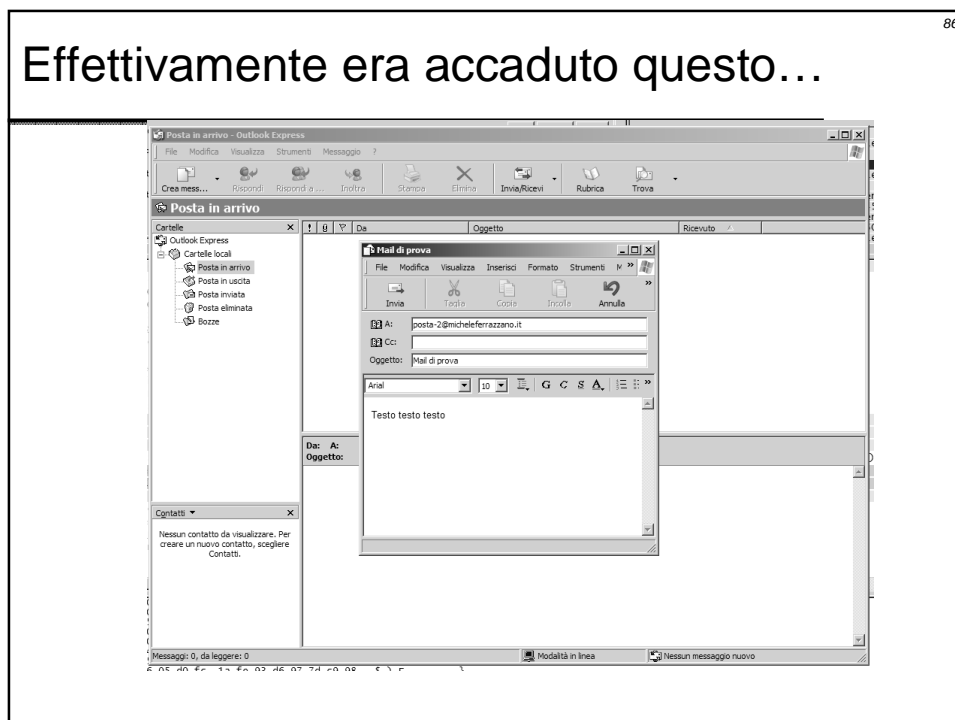 86
Effettivamente era accaduto questo…
Posta in arrivo - Outlook Express
File Modifica Visualizza Strumenti Messaggio ?
Crea mess... Rispondi Rispondi a ... Inoltra Stampa Elimina Invia/Ricevi Rubrica Trova
Posta in arrivo
Cartelle
Outlook Express
Cartelle locali
Posta in arrivo
Posta in uscita
Posta inviata
Posta eliminata
Bozze
Da Oggetto Ricevuto
Mail di prova
File Modifica Visualizza Inserisci Formato Strumenti M »
Invia Taglia Copia Incolla Annulla »
A: posta-2@micheleferrazzano.it
Cc:
Oggetto: Mail di prova
Arial 10 G C S A »
Testo testo testo
Da: A:
Oggetto:
Contatti
Nessun contatto da visualizzare. Per
creare un nuovo contatto, scegliere
Contatti.
Messaggi: 0, da leggere: 0 Modalità in linea Nessun messaggio nuovo